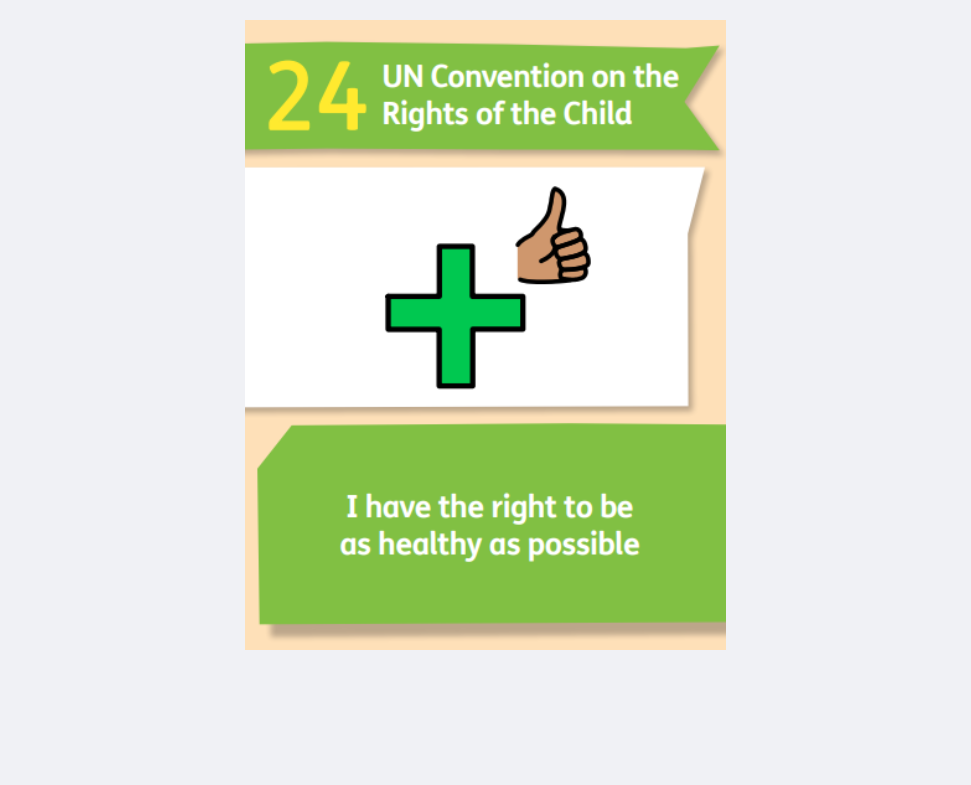 24
UN Convention on the
Rights of the Child
I have the right to be
as healthy as possible